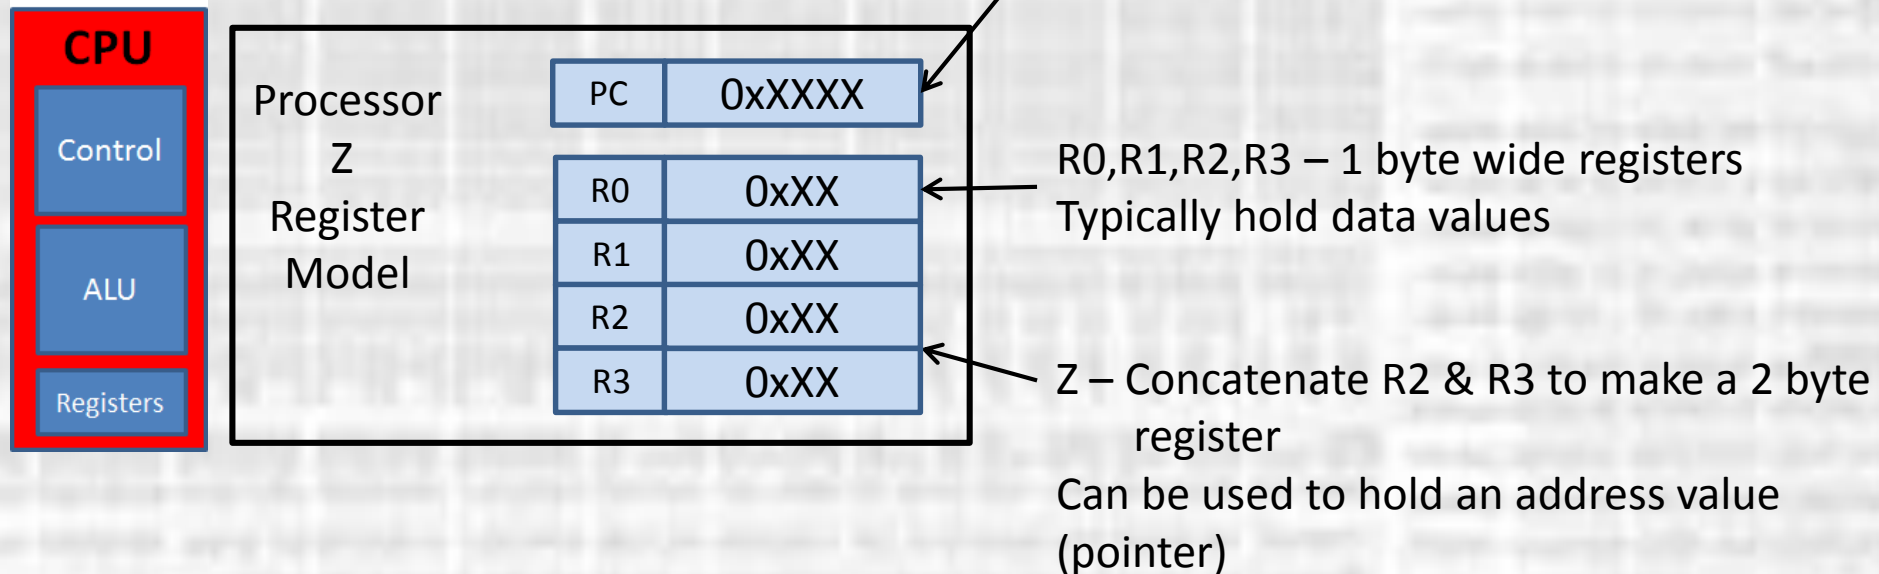 CPU
Control
ALU
Registers
Processor
Z
Register
Model
PC 0xXXXX
R0 0xXX
R1 0xXX
R2 0xXX
R3 0xXX
R0,R1,R2,R3 – 1 byte wide registers
Typically hold data values
Z – Concatenate R2 & R3 to make a 2 byte
register
Can be used to hold an address value
(pointer)